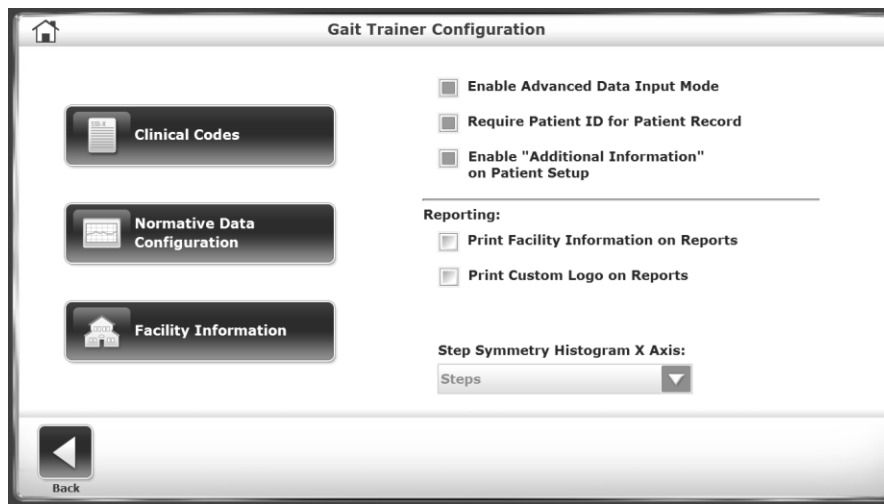 Gait Trainer Configuration
Clinical Codes
Normative Data
Configuration
Facility Information
Enable Advanced Data Input Mode
Require Patient ID for Patient Record
Enable "Additional Information"
on Patient Setup
Reporting:
Print Facility Information on Reports
Print Custom Logo on Reports
Step Symmetry Histogram X Axis:
Steps
Back